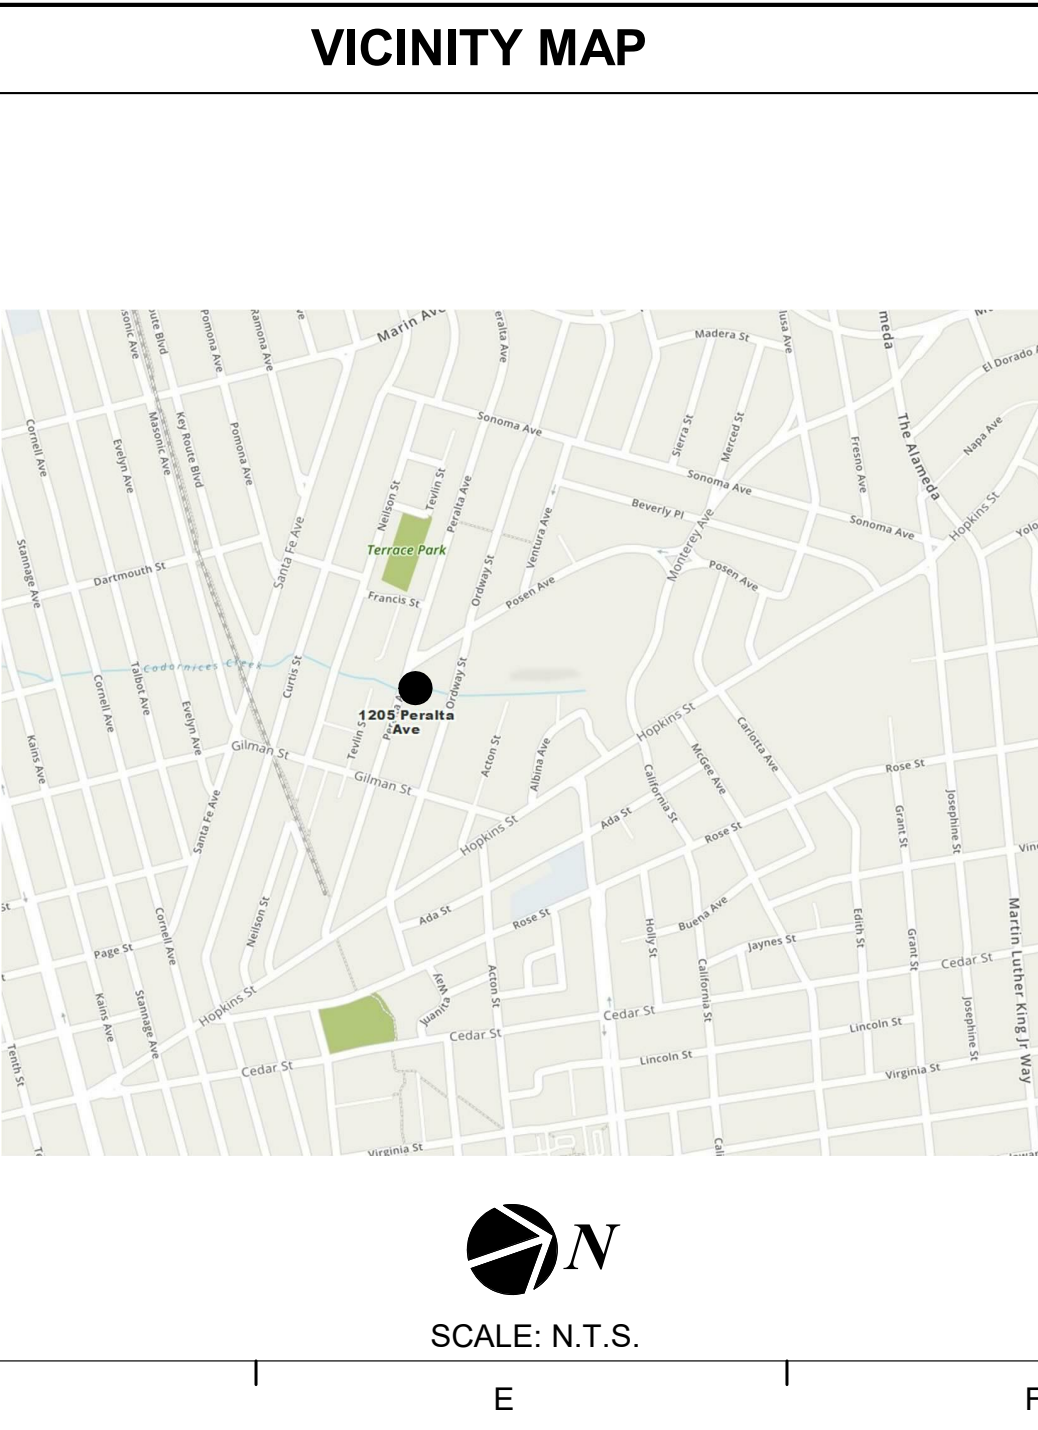 VICINITY MAP
Marin Ave
Madera St
El Dorado
Cornell Ave
Evelyn Ave
Masonic Ave
Key Route Blvd
Pomona Ave
Pomona Ave
Ramona Ave
Sonoma Ave
Sierra St
Merced St
Fresno Ave
The Alameda
Napa Ave
Neilson St
Tevlin St
Peralta Ave
Sonoma Ave
Beverly Pl
Sonoma Ave
Hopkins St
Stannage Ave
Dartmouth St
Santa Fe Ave
Terrace Park
Francis St
Ordway St
Ventura Ave
Posen Ave
Monterey Ave
Posen Ave
Codornices Creek
Curtis St
Talbot Ave
Cornell Ave
Evelyn Ave
Kains Ave
Ordway St
1205 Peralta
Ave
Gilman St
Gilman St
Tevlin S
Acton St
Albina Ave
Hopkins St
Carlotta Ave
McGee Ave
California St
Rose St
Santa Fe Ave
Hopkins St
Ada St
Rose St
Grant St
Josephine St
Neilson St
Ada St
Rose St
Buena Ave
Holly St
Jaynes St
Edith St
Grant St
Cedar St
Martin Luther King Jr Way
Page St
Cornell Ave
Kains Ave
Stannage Ave
Hopkins St
Juanita Way
Acton St
Cedar St
Cedar St
California St
Lincoln St
Josephine St
Tenth St
Cedar St
Lincoln St
Virginia St
Virginia St
N
SCALE: N.T.S.
E